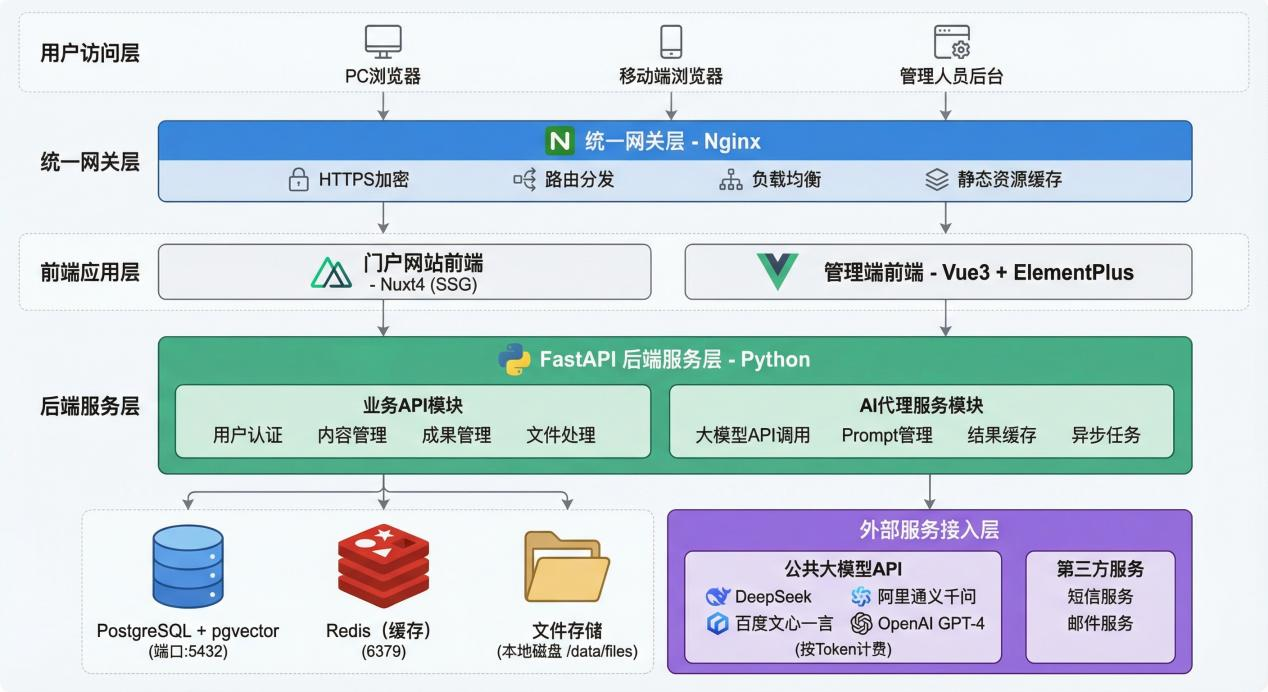 用户访问层
PC浏览器
移动端浏览器
管理人员后台
统一网关层
N 统一网关层 - Nginx
HTTPS加密
路由分发
负载均衡
静态资源缓存
前端应用层
门户网站前端
- Nuxt4 (SSG)
管理端前端 - Vue3 + ElementPlus
后端服务层
FastAPI 后端服务层 - Python
业务API模块
用户认证 内容管理 成果管理 文件处理
AI代理服务模块
大模型API调用 Prompt管理 结果缓存 异步任务
PostgreSQL + pgvector
(端口:5432)
Redis（缓存）
(6379)
文件存储
(本地磁盘 /data/files)
外部服务接入层
公共大模型API
DeepSeek 阿里通义千问
百度文心一言 OpenAI GPT-4
(按Token计费)
第三方服务
短信服务
邮件服务